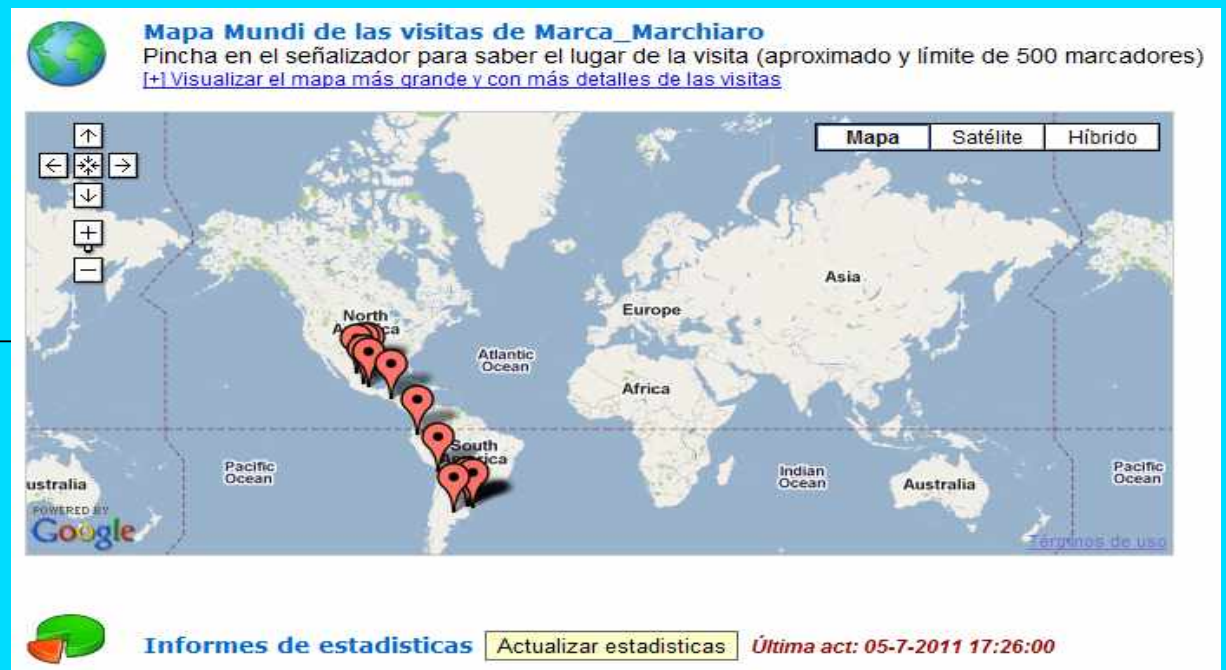 Mapa Mundi de las visitas de Marca_Marchiaro
Pincha en el señalizador para saber el lugar de la visita (aproximado y límite de 500 marcadores)
[+] Visualizar el mapa más grande y con más detalles de las visitas
Mapa Satélite Híbrido
Asia
Europe
North
Atlantic
Ocean
Africa
South
Pacific
Ocean
Indian
Ocean
Australia
Pacific
Ocean
ustralia
POWERED BY
Google
Términos de uso
Informes de estadisticas Actualizar estadisticas Última act: 05-7-2011 17:26:00